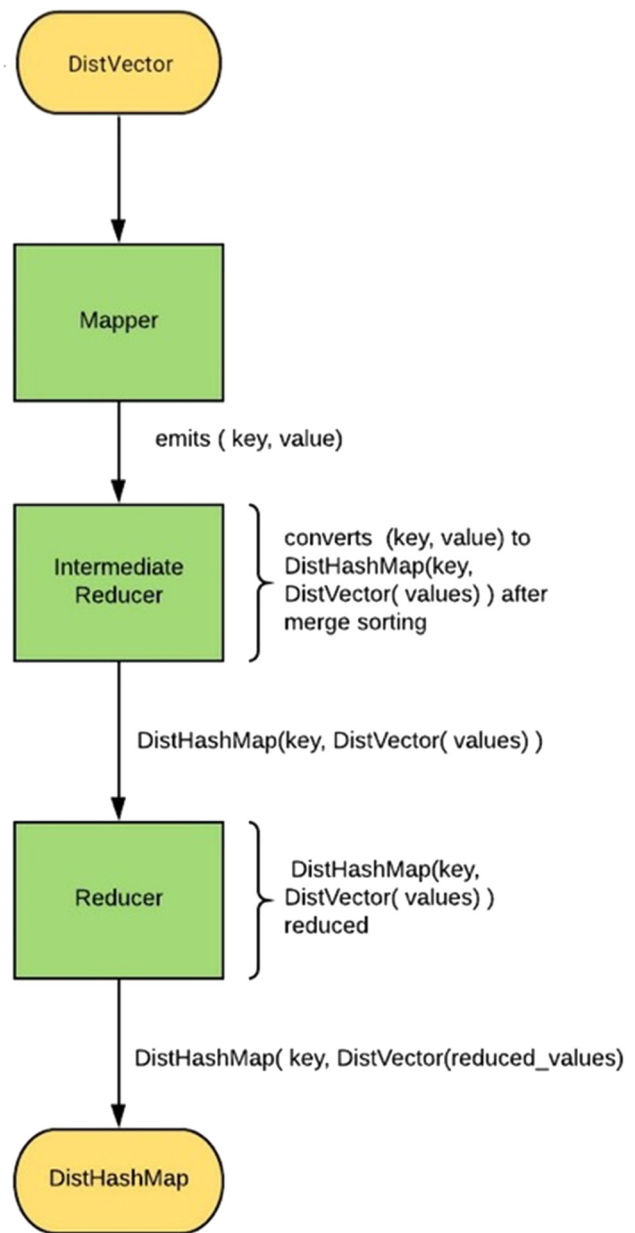 DistVector
Mapper
emits ( key, value)
Intermediate
Reducer
converts  (key, value) to
DistHashMap(key,
DistVector( values) ) after
merge sorting
DistHashMap(key, DistVector( values) )
Reducer
DistHashMap(key,
DistVector( values) )
reduced
DistHashMap( key, DistVector(reduced_values)
DistHashMap